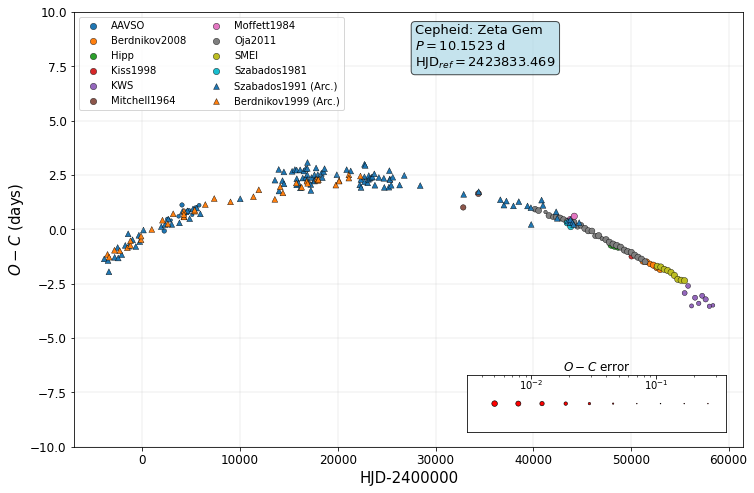 10.0
7.5
5.0
2.5
0.0
−2.5
−5.0
−7.5
−10.0
O − C (days)
AAVSO
Berdnikov2008
Hipp
Kiss1998
KWS
Mitchell1964
Moffett1984
Oja2011
SMEI
Szabados1981
Szabados1991 (Arc.)
Berdnikov1999 (Arc.)
Cepheid: Zeta Gem
P = 10.1523 d
HJD_ref = 2423833.469
O − C error
10⁻² 10⁻¹
0 10000 20000 30000 40000 50000 60000
HJD-2400000